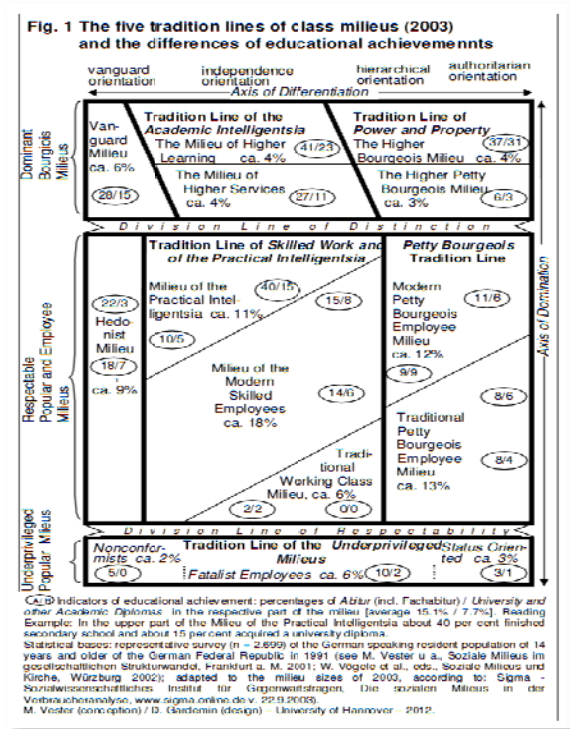 Fig. 1 The five tradition lines of class milieus (2003)
and the differences of educational achievemennts
vanguard orientation
independence orientation
hierarchical orientation
authoritarian orientation
Axis of Differentiation
Dominant Bourgiois Milieus
Van-
guard
Milieu
ca. 6%
28/15
Tradition Line of the
Academic Intelligentsia
The Milieu of Higher
Learning ca. 4%
41/23
The Milieu of
Higher Services
ca. 4%
27/11
Tradition Line of
Power and Property
The Higher
Bourgeois Milieu ca. 4%
37/31
The Higher Petty
Bourgeois Milieu
ca. 3%
6/3
Division Line of Distinction
Axis of Domination
Respectable Popular and Employee Milieus
22/3
Hedo-
nist
Milieu
18/7
ca. 9%
Tradition Line of Skilled Work and
of the Practical Intelligentsia
Milieu of the
Practical Intel-
ligentsia ca. 11%
40/15
15/8
10/5
Milieu of the
Modern
Skilled
Employees
ca. 18%
14/6
Tradi-
tional
Working Class
Milieu, ca. 6%
2/2
0/0
Petty Bourgeois
Tradition Line
Modern
Petty
Bourgeois
Employee
Milieu
ca. 12%
11/6
9/9
8/6
Traditional
Petty
Bourgeois
Employee
Milieu
ca. 13%
8/4
Division Line of Respectability
Underprivileged Popular Milieus
Nonconfor-
mists ca. 2%
5/0
Tradition Line of the Underprivileged
Milieus
Fatalist Employees ca. 6%
10/2
Status Orien-
ted ca. 3%
3/1
Indicators of educational achievement: percentages of Abitur (incl. Fachabitur) / University and
other Academic Diplomas in the respective part of the milieu [average 15.1% / 7.7%]. Reading
Example: In the upper part of the Milieu of the Practical Intelligentsia about 40 per cent finished
secondary school and about 15 per cent acquired a university diploma.
Statistical bases: representative survey (n = 2.699) of the German speaking resident population of 14
years and older of the German Federal Republic in 1991 (see M. Vester u a., Soziale Milieus im
gesellschaftlichen Strukturwandel, Frankfurt a. M. 2001; W. Vögele et al., eds., Soziale Milieus und
Kirche, Würzburg 2002); adapted to the milieu sizes of 2003, according to: Sigma -
Sozialwissenschaftliches Institut für Gegenwartsfragen, Die sozialen Milieus in der
Verbraucheranalyse, www.sigma.online.de v. 22.9.2003).
M. Vester (conception) / D. Gardemin (design) – University of Hannover – 2012.